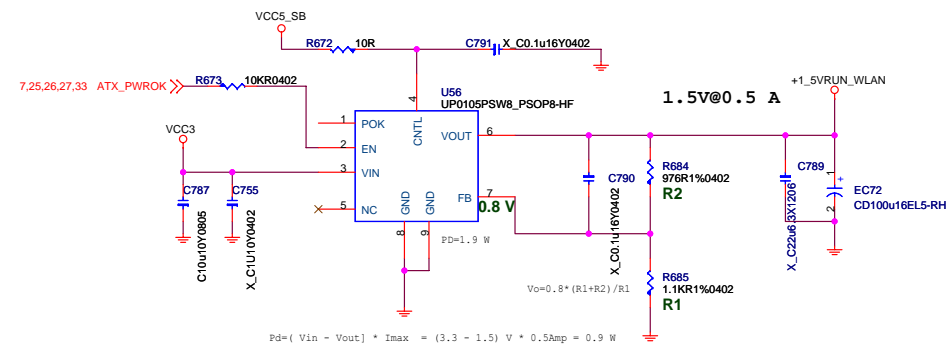 VCC5_SB
R672
10R
C791
X_C0.1u16Y0402
7,25,26,27,33 ATX_PWROK
R673
10KR0402
U56
UP0105PSW8_PSOP8-HF
+1_5VRUN_WLAN
1.5V@0.5 A
4
CNTL
1
POK
VOUT
6
2
EN
VCC3
3
VIN
C787
C10u10Y0805
C755
X_C1U10Y0402
5
NC
GND
8
GND
9
FB
7
0.8 V
PD=1.9 W
C790
X_C0.1u16Y0402
R684
976R1%0402
R2
C789
X_C22u6.3X1206
1
+
2
EC72
CD100u16EL5-RH
Vo=0.8*(R1+R2)/R1
R685
1.1KR1%0402
R1
Pd=( Vin - Vout] * Imax = (3.3 - 1.5) V * 0.5Amp = 0.9 W